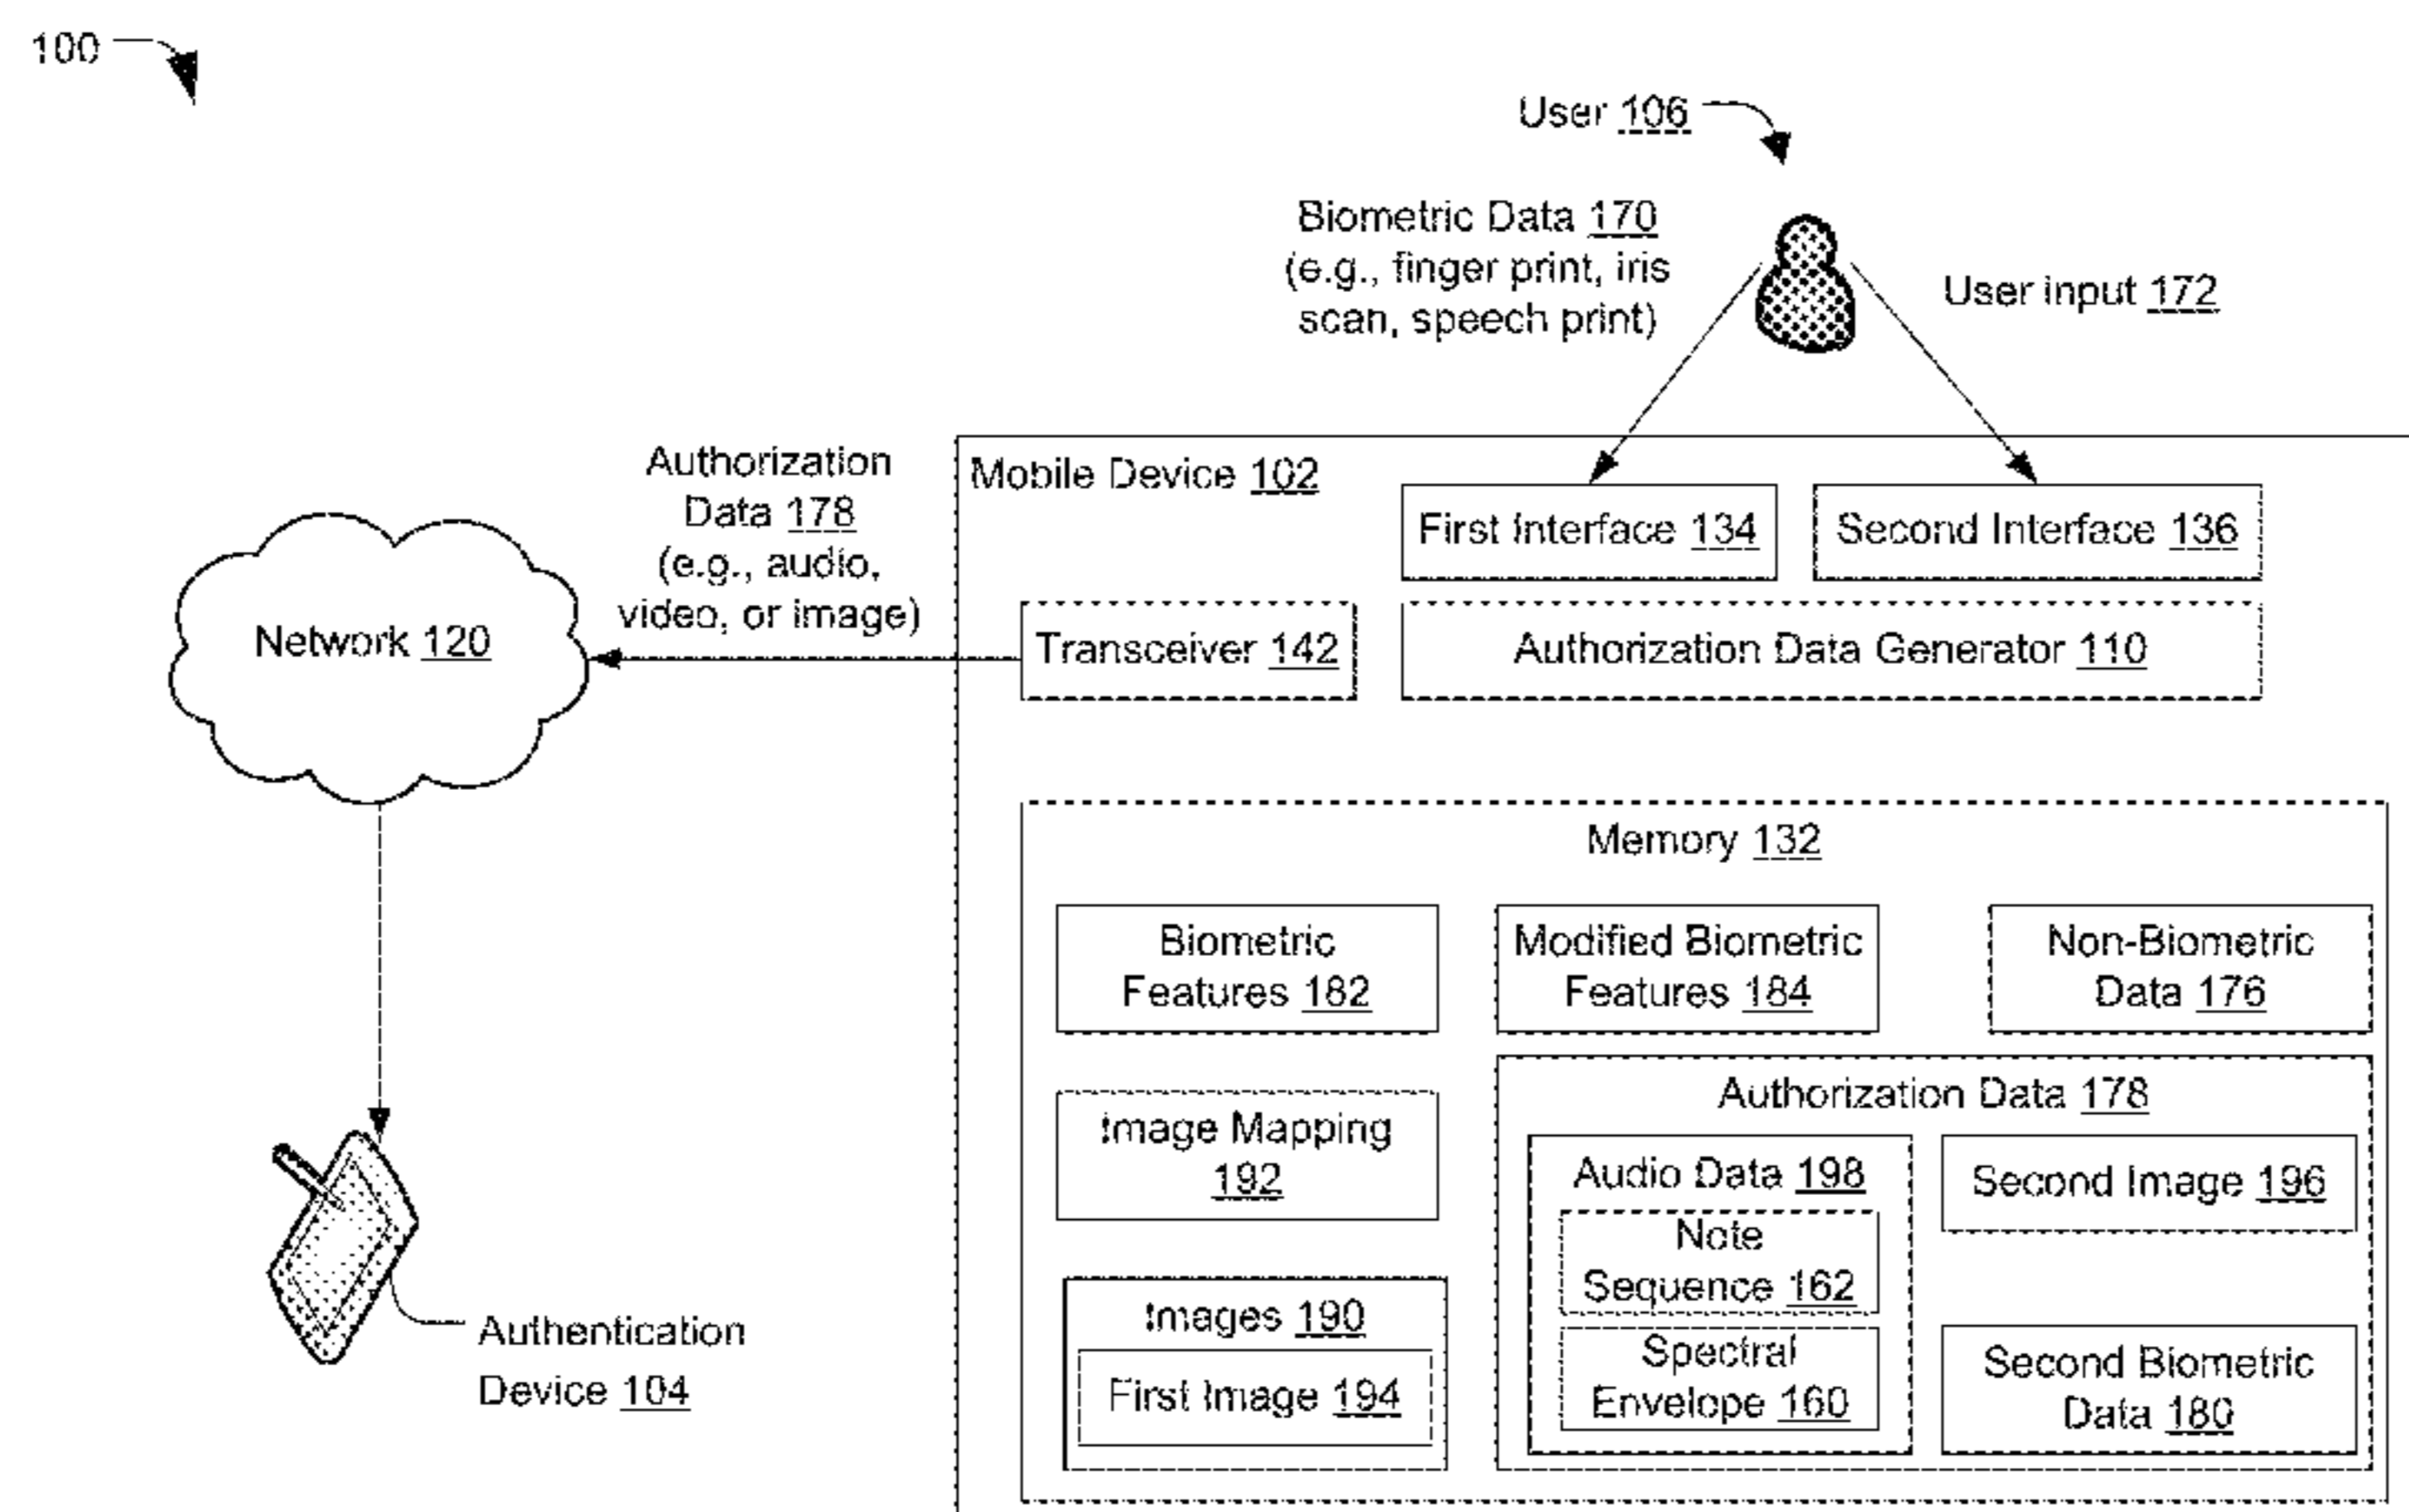 100
User 106
Biometric Data 170
(e.g., finger print, iris
scan, speech print)
User input 172
Authorization
Data 178
(e.g., audio,
video, or image)
Mobile Device 102
First Interface 134
Second Interface 136
Network 120
Transceiver 142
Authorization Data Generator 110
Memory 132
Biometric
Features 182
Modified Biometric
Features 184
Non-Biometric
Data 176
Image Mapping
192
Authorization Data 178
Audio Data 198
Note
Sequence 162
Spectral
Envelope 160
Second Image 196
Second Biometric
Data 180
Images 190
First Image 194
Authentication
Device 104